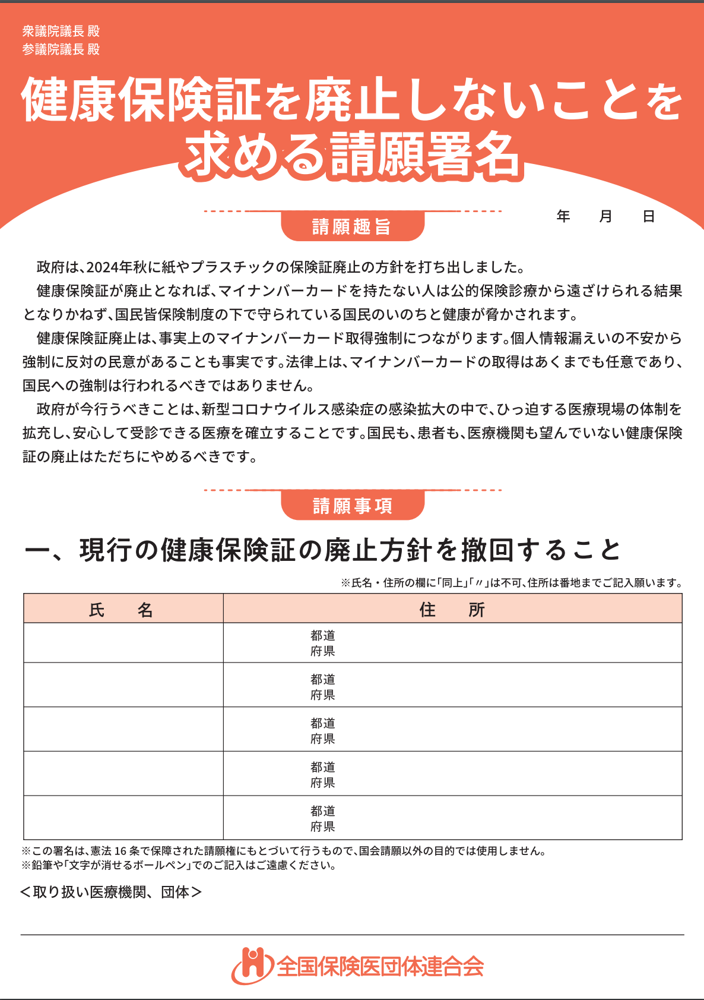 衆議院議長 殿
参議院議長 殿
健康保険証を廃止しないことを
求める請願署名
年　　月　　日
請願趣旨
　政府は、2024年秋に紙やプラスチックの保険証廃止の方針を打ち出しました。
　健康保険証が廃止となれば、マイナンバーカードを持たない人は公的保険診療から遠ざけられる結果
となりかねず、国民皆保険制度の下で守られている国民のいのちと健康が脅かされます。
　健康保険証廃止は、事実上のマイナンバーカード取得強制につながります。個人情報漏えいの不安から
強制に反対の民意があることも事実です。法律上は、マイナンバーカードの取得はあくまでも任意であり、
国民への強制は行われるべきではありません。
　政府が今行うべきことは、新型コロナウイルス感染症の感染拡大の中で、ひっ迫する医療現場の体制を
拡充し、安心して受診できる医療を確立することです。国民も、患者も、医療機関も望んでいない健康保険
証の廃止はただちにやめるべきです。
請願事項
一、現行の健康保険証の廃止方針を撤回すること
※氏名・住所の欄に「同上」「〃」は不可、住所は番地までご記入願います。
氏　　名　　住　　所
都道
府県
都道
府県
都道
府県
都道
府県
都道
府県
※この署名は、憲法 16 条で保障された請願権にもとづいて行うもので、国会請願以外の目的では使用しません。
※鉛筆や「文字が消せるボールペン」でのご記入はご遠慮ください。
＜取り扱い医療機関、団体＞
全国保険医団体連合会